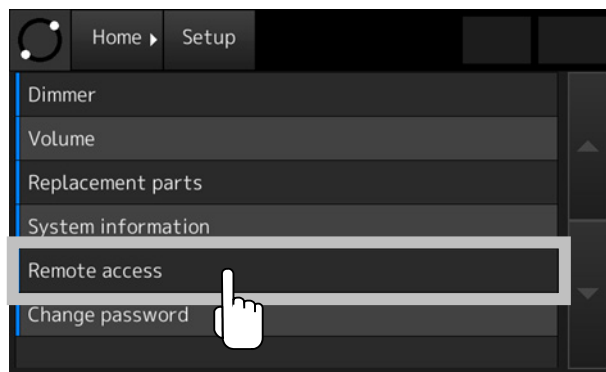 Home ▸ Setup
Dimmer
Volume
Replacement parts
System information
Remote access
Change password